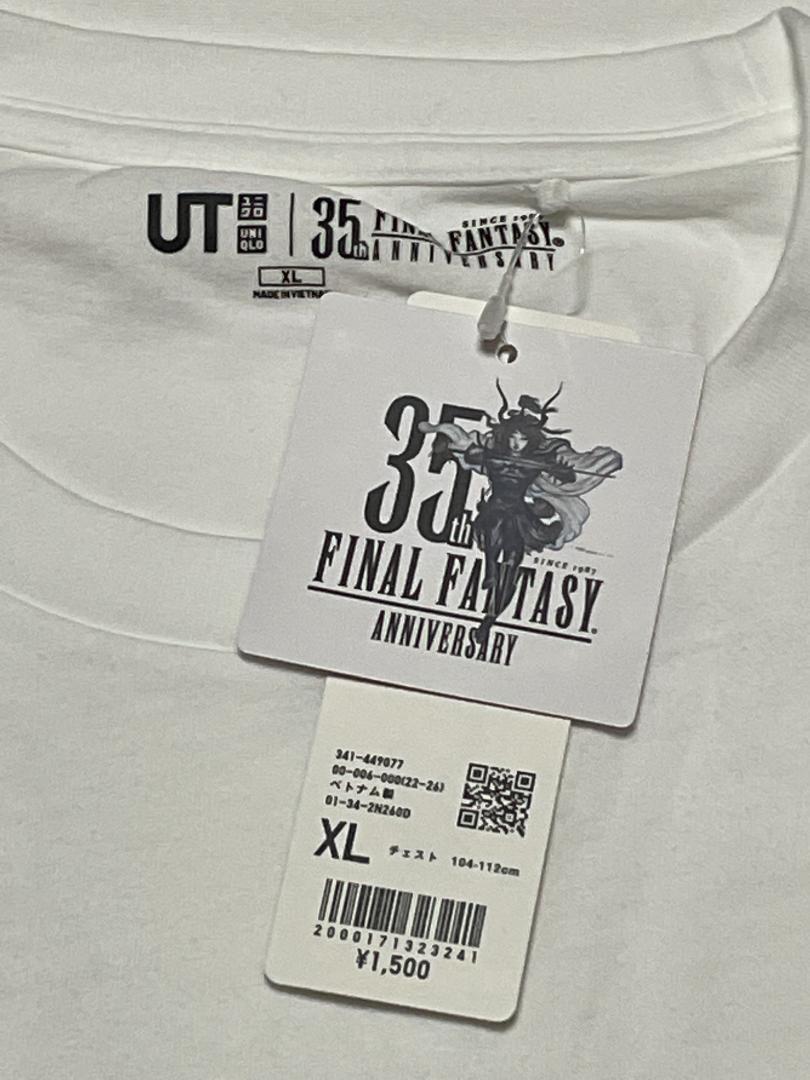 UT ユニクロ UNIQLO
35th FINAL FANTASY®
SINCE 1987
ANNIVERSARY
XL
MADE IN VIETNA
35th
SINCE 1987
FINAL FANTASY®
ANNIVERSARY
341-449077
00-006-000(22-26)
ベトナム製
01-34-2N260D
XL チェスト 104-112cm
2000171323241
¥1,500